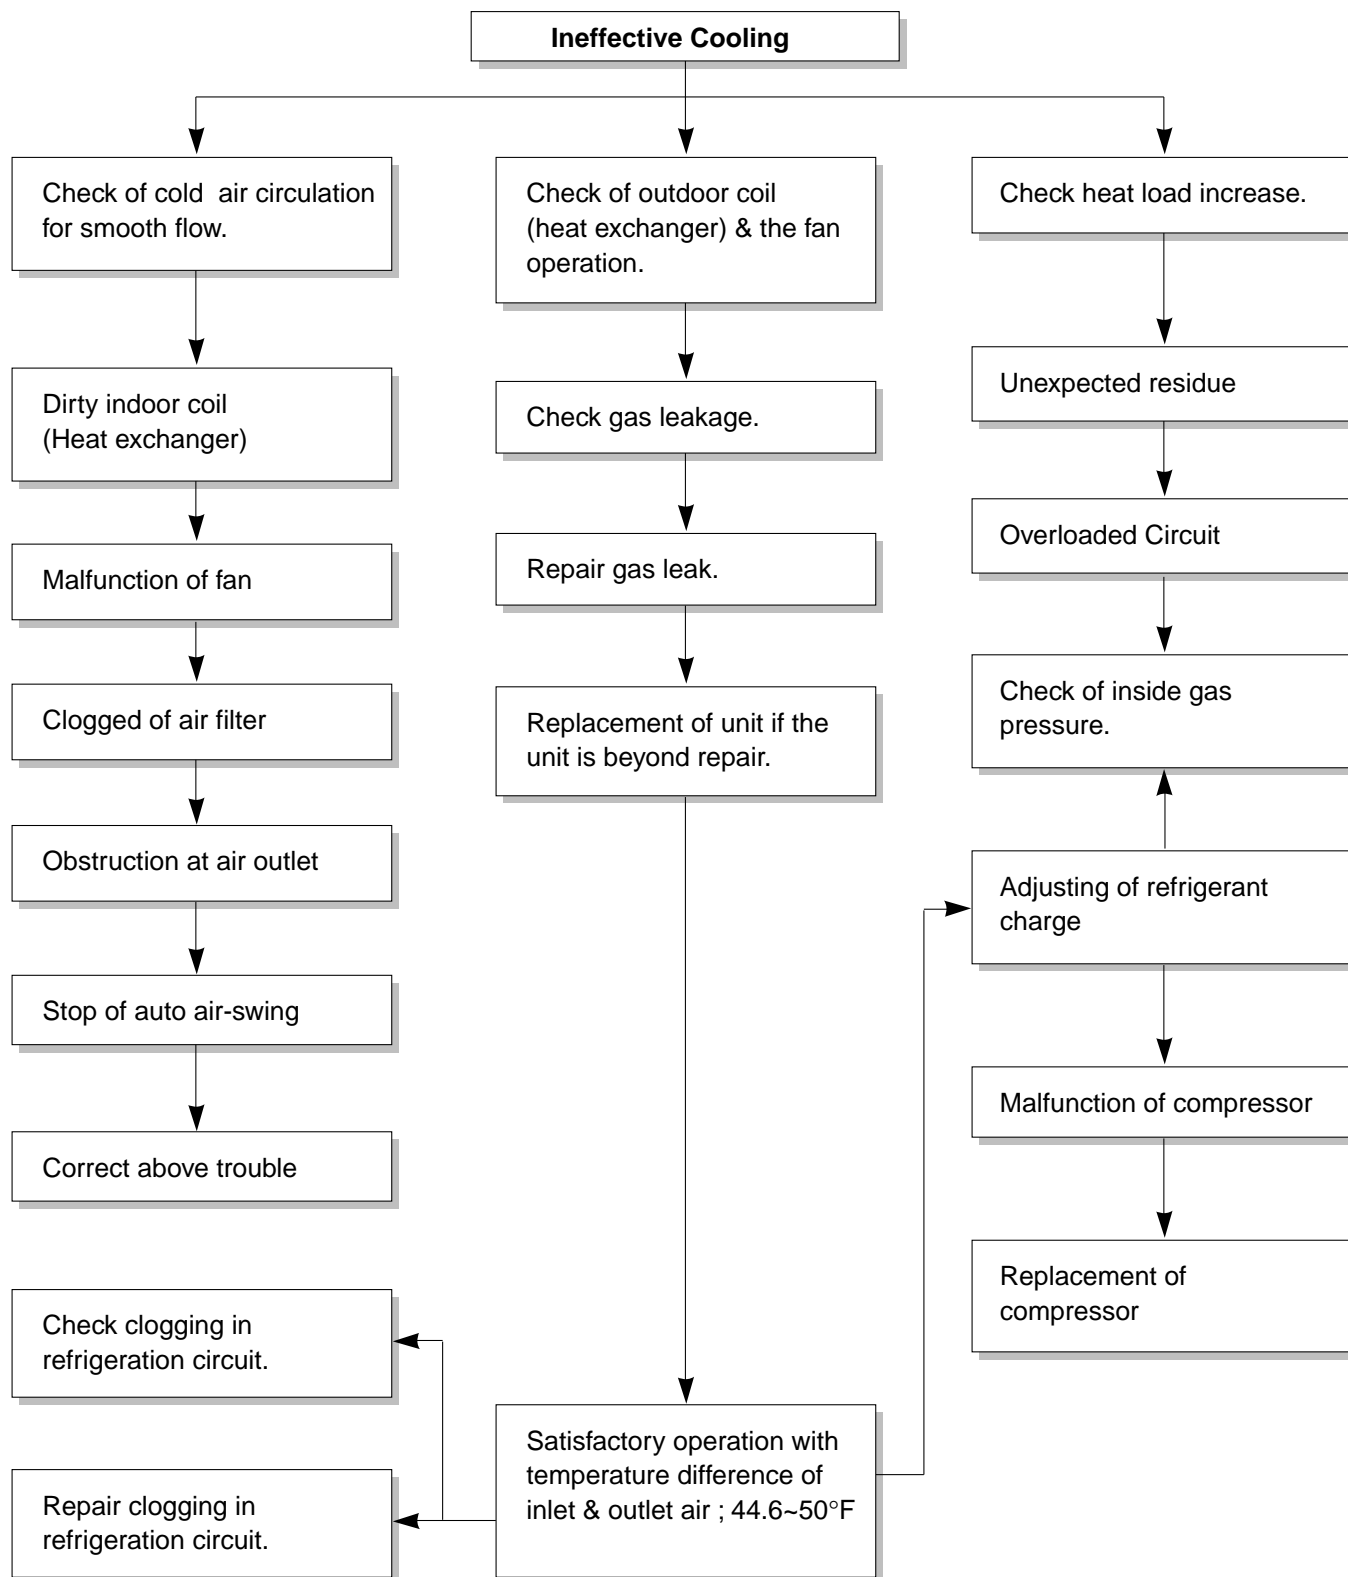 Ineffective Cooling
Check of cold air circulation
for smooth flow.
Dirty indoor coil
(Heat exchanger)
Malfunction of fan
Clogged of air filter
Obstruction at air outlet
Stop of auto air-swing
Correct above trouble
Check clogging in
refrigeration circuit.
Repair clogging in
refrigeration circuit.
Check of outdoor coil
(heat exchanger) & the fan
operation.
Check gas leakage.
Repair gas leak.
Replacement of unit if the
unit is beyond repair.
Satisfactory operation with
temperature difference of
inlet & outlet air ; 44.6~50°F
Check heat load increase.
Unexpected residue
Overloaded Circuit
Check of inside gas
pressure.
Adjusting of refrigerant
charge
Malfunction of compressor
Replacement of
compressor